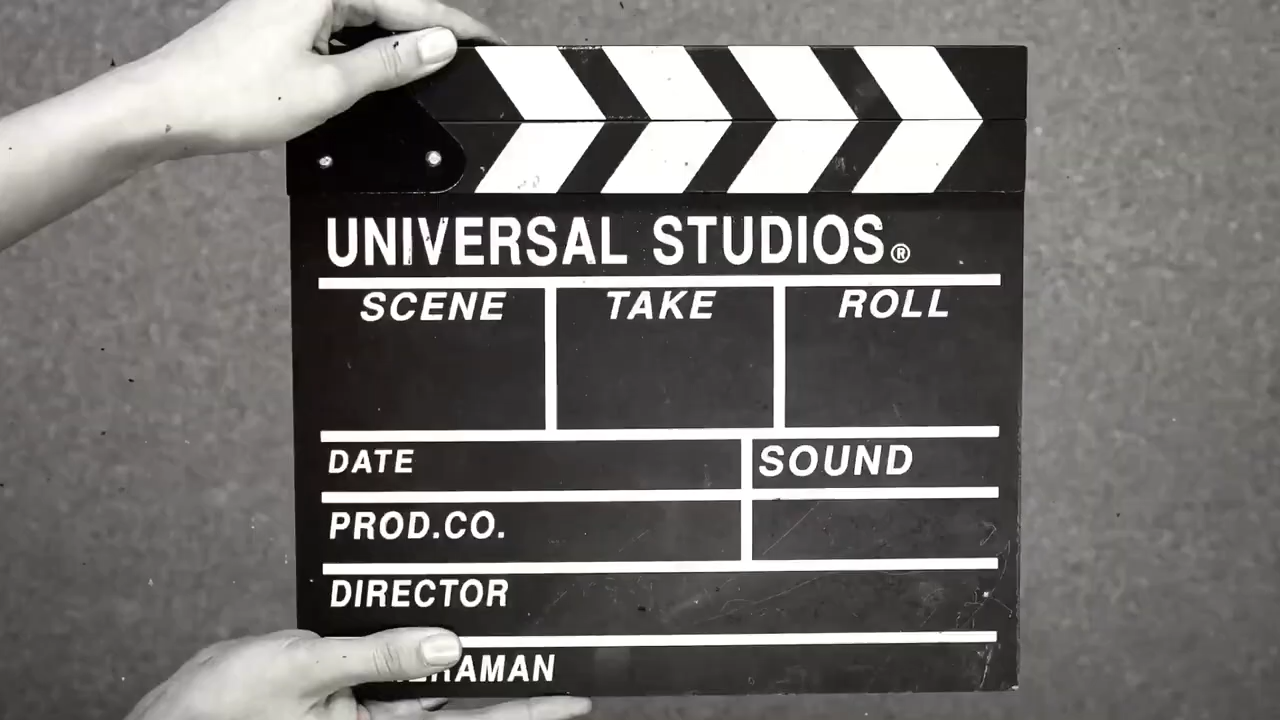 UNIVERSAL STUDIOS®
SCENE TAKE ROLL
DATE SOUND
PROD.CO.
DIRECTOR